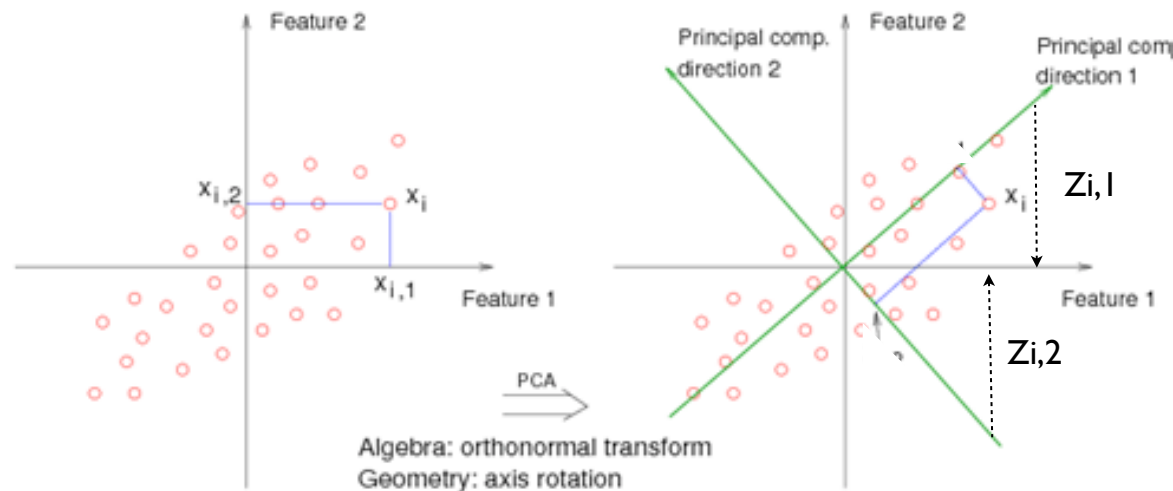 Feature 2
x i,2
x i
x i,1
Feature 1
PCA
Algebra: orthonormal transform
Geometry: axis rotation
Feature 2
Principal comp.
direction 2
Principal comp
direction 1
Zi,1
x i
Feature 1
Zi,2